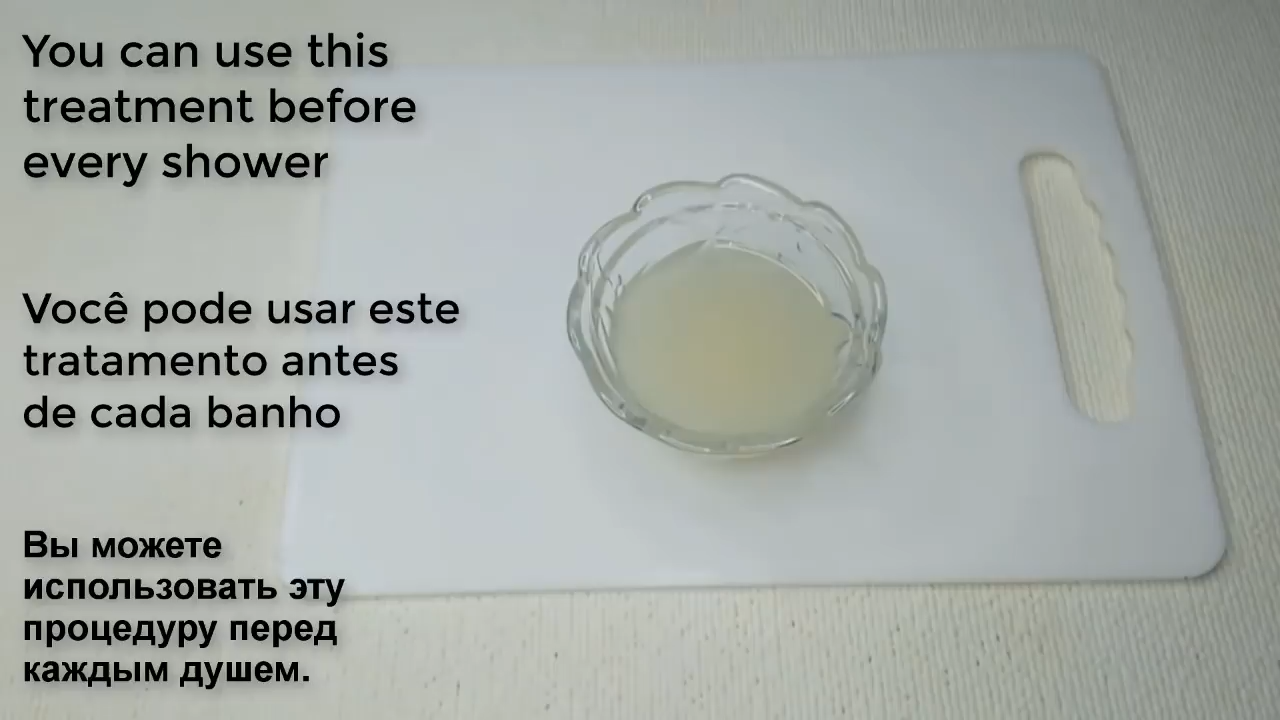 You can use this
treatment before
every shower
Você pode usar este
tratamento antes
de cada banho
Вы можете
использовать эту
процедуру перед
каждым душем.